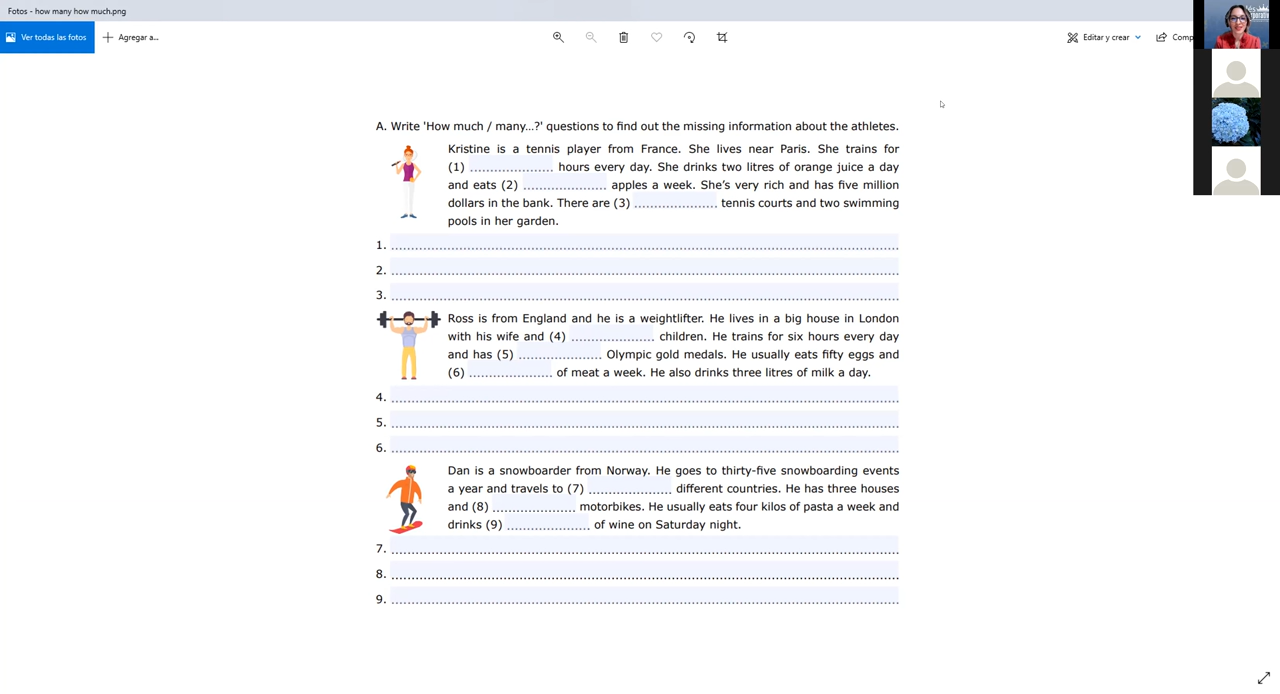 Fotos - how many how much.png
Ver todas las fotos
Agregar a...
Editar y crear
Comp
A. Write 'How much / many...?' questions to find out the missing information about the athletes.
Kristine is a tennis player from France. She lives near Paris. She trains for
(1) .................... hours every day. She drinks two litres of orange juice a day
and eats (2) .................... apples a week. She's very rich and has five million
dollars in the bank. There are (3) .................... tennis courts and two swimming
pools in her garden.
1.
2.
3.
Ross is from England and he is a weightlifter. He lives in a big house in London
with his wife and (4) .................... children. He trains for six hours every day
and has (5) .................... Olympic gold medals. He usually eats fifty eggs and
(6) .................... of meat a week. He also drinks three litres of milk a day.
4.
5.
6.
Dan is a snowboarder from Norway. He goes to thirty-five snowboarding events
a year and travels to (7) .................... different countries. He has three houses
and (8) .................... motorbikes. He usually eats four kilos of pasta a week and
drinks (9) .................... of wine on Saturday night.
7.
8.
9.